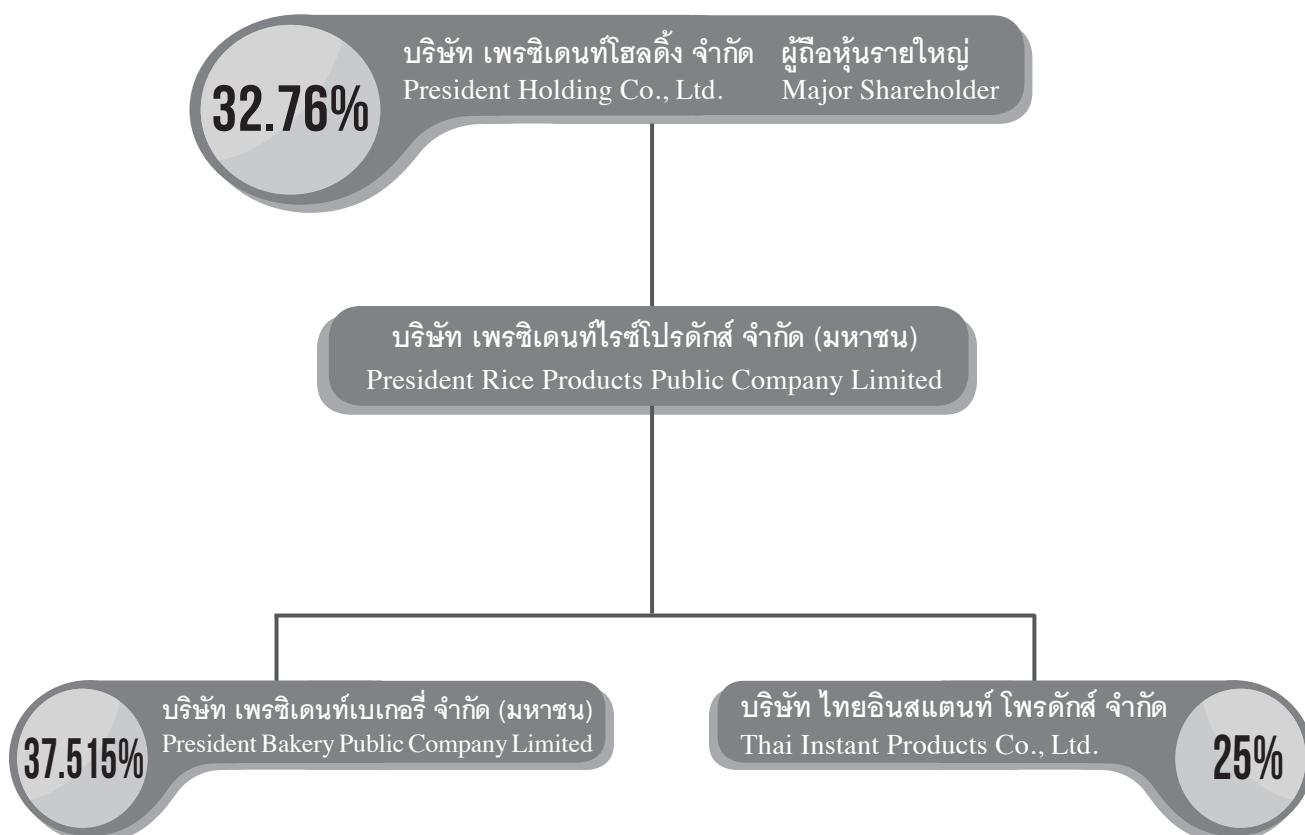 32.76%
บริษัท เพรซิเดนท์โฮลดิ้ง จำกัด ผู้ถือหุ้นรายใหญ่
President Holding Co., Ltd. Major Shareholder
บริษัท เพรซิเดนท์ไรซ์โปรดักส์ จำกัด (มหาชน)
President Rice Products Public Company Limited
37.515%
บริษัท เพรซิเดนท์เบเกอรี่ จำกัด (มหาชน)
President Bakery Public Company Limited
บริษัท ไทยอินสแตนท์ โพรดักส์ จำกัด
Thai Instant Products Co., Ltd.
25%